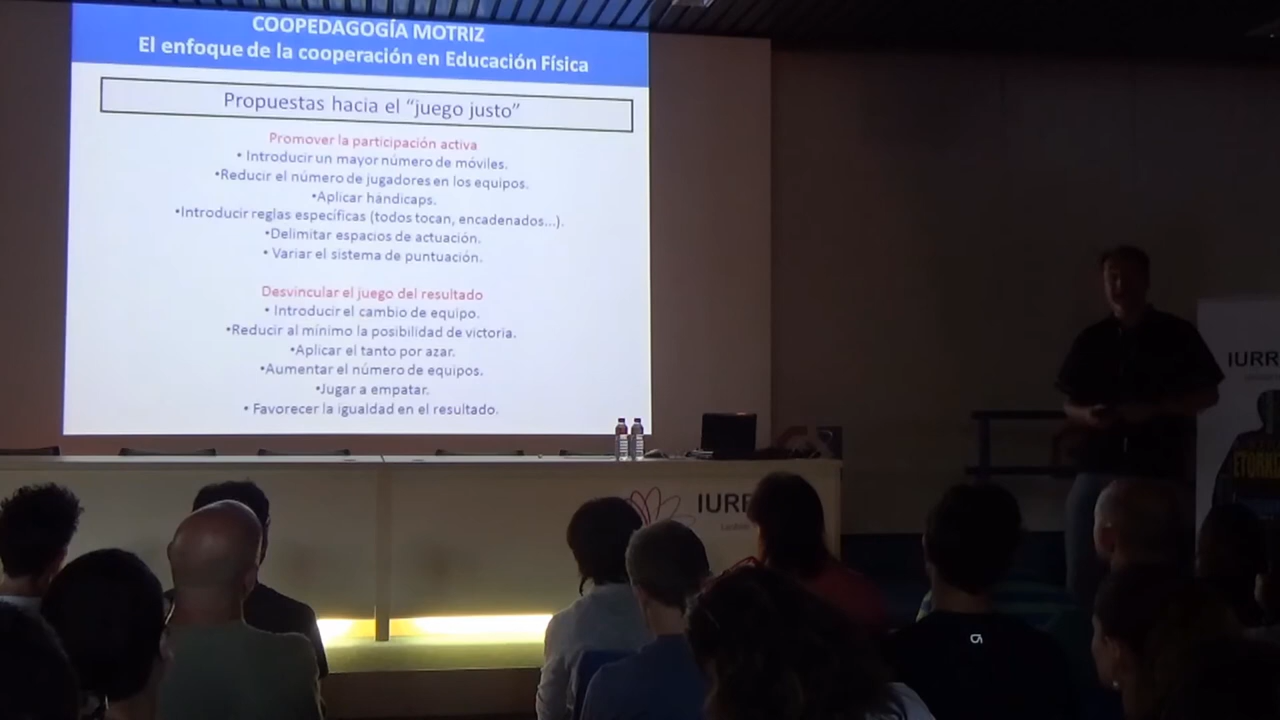 COOPEDAGOGÍA MOTRIZ
El enfoque de la cooperación en Educación Física
Propuestas hacia el “juego justo”
Promover la participación activa
• Introducir un mayor número de móviles.
•Reducir el número de jugadores en los equipos.
•Aplicar handicaps.
•Introducir reglas específicas (todos tocan, encadenados...).
•Delimitar espacios de actuación.
• Variar el sistema de puntuación.
Desvincular el juego del resultado
• Introducir el cambio de equipo.
•Reducir al mínimo la posibilidad de victoria.
•Aplicar el tanto por azar.
•Aumentar el número de equipos.
•Jugar a empatar.
• Favorecer la igualdad en el resultado.
IURR
IURR